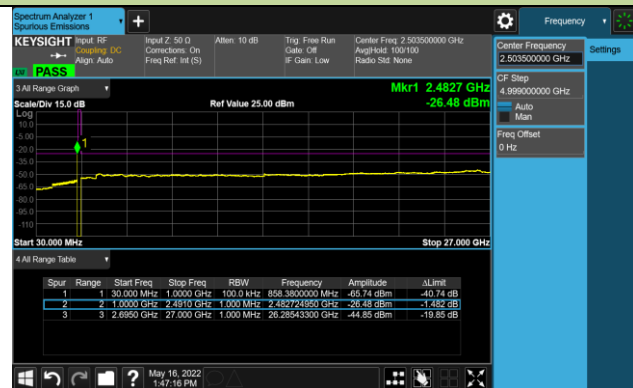 Spectrum Analyzer 1
Spurious Emissions
Frequency
KEYSIGHT
Input: RF
Coupling: DC
Align: Auto
Input Z: 50 Ω
Corrections: On
Freq Ref: Int (S)
Atten: 10 dB
Trig: Free Run
Gate: Off
IF Gain: Low
Center Freq: 2.503500000 GHz
Avg|Hold: 100/100
Radio Std: None
PASS
Center Frequency
2.503500000 GHz
Settings
CF Step
4.999000000 GHz
Auto
Man
Freq Offset
0 Hz
3 All Range Graph
Mkr1 2.4827 GHz
Scale/Div 15.0 dB
Ref Value 25.00 dBm
-26.48 dBm
Log
10.0
-5.00
-20.0
-35.0
-50.0
-65.0
-80.0
-95.0
-110
1
Start 30.000 MHz
Stop 27.000 GHz
4 All Range Table
Spur Range Start Freq Stop Freq RBW Frequency Amplitude ΔLimit
1 1 30.000 MHz 1.0000 GHz 100.0 kHz 858.3800000 MHz -65.74 dBm -40.74 dB
2 2 1.0000 GHz 2.4910 GHz 1.000 MHz 2.482724950 GHz -26.48 dBm -1.482 dB
3 3 2.6950 GHz 27.000 GHz 1.000 MHz 26.28543300 GHz -44.85 dBm -19.85 dB
?
May 16, 2022
1:47:16 PM